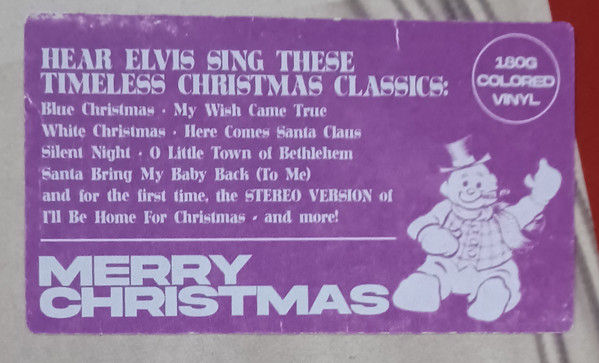 HEAR ELVIS SING THESE
TIMELESS CHRISTMAS CLASSICS:
Blue Christmas · My Wish Came True
White Christmas · Here Comes Santa Claus
Silent Night · O Little Town of Bethlehem
Santa Bring My Baby Back (To Me)
and for the first time, the STEREO VERSION of
I'll Be Home For Christmas - and more!
180G
COLORED
VINYL
MERRY
CHRISTMAS